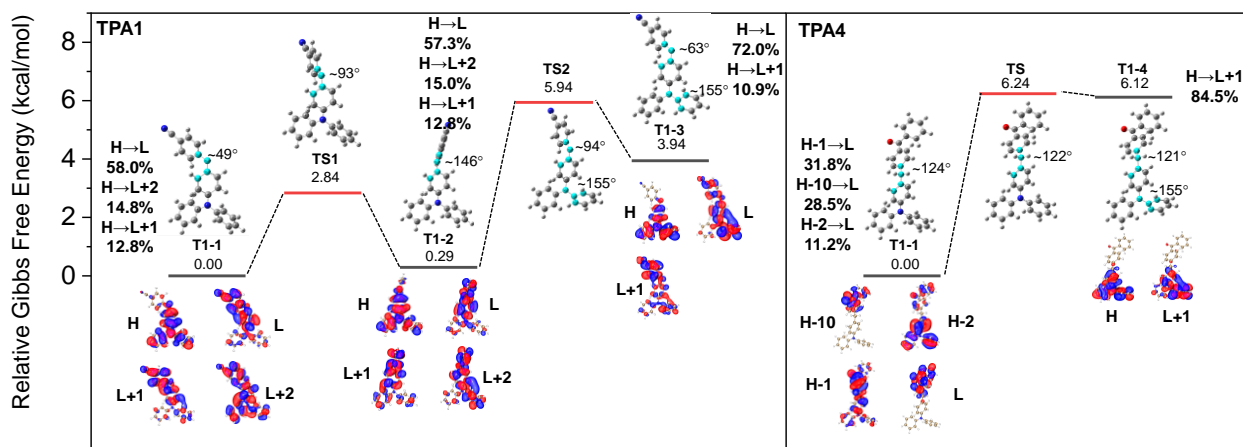 Relative Gibbs Free Energy (kcal/mol)
8
6
4
2
0
TPA1
H→L
58.0%
H→L+2
14.8%
H→L+1
12.8%
~49°
T1-1
0.00
H
L
L+1
L+2
~93°
TS1
2.84
H→L
57.3%
H→L+2
15.0%
H→L+1
12.8%
~146°
T1-2
0.29
H
L
L+1
L+2
TS2
5.94
~94°
~155°
~63°
~155°
H→L
72.0%
H→L+1
10.9%
T1-3
3.94
H
L
L+1
TPA4
H-1→L
31.8%
H-10→L
28.5%
H-2→L
11.2%
~124°
T1-1
0.00
H-10
H-2
H-1
L
TS
6.24
~122°
T1-4
6.12
~121°
~155°
H→L+1
84.5%
H
L+1